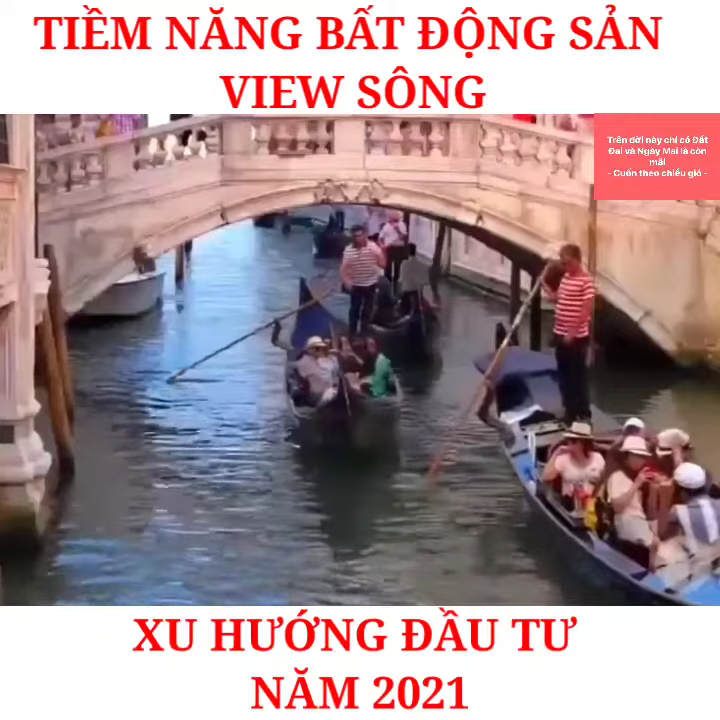 TIỀM NĂNG BẤT ĐỘNG SẢN
VIEW SÔNG
Trên đời này chỉ có Đất
Đai và Ngày Mai là còn
mãi
- Cuốn theo chiều gió -
XU HƯỚNG ĐẦU TƯ
NĂM 2021